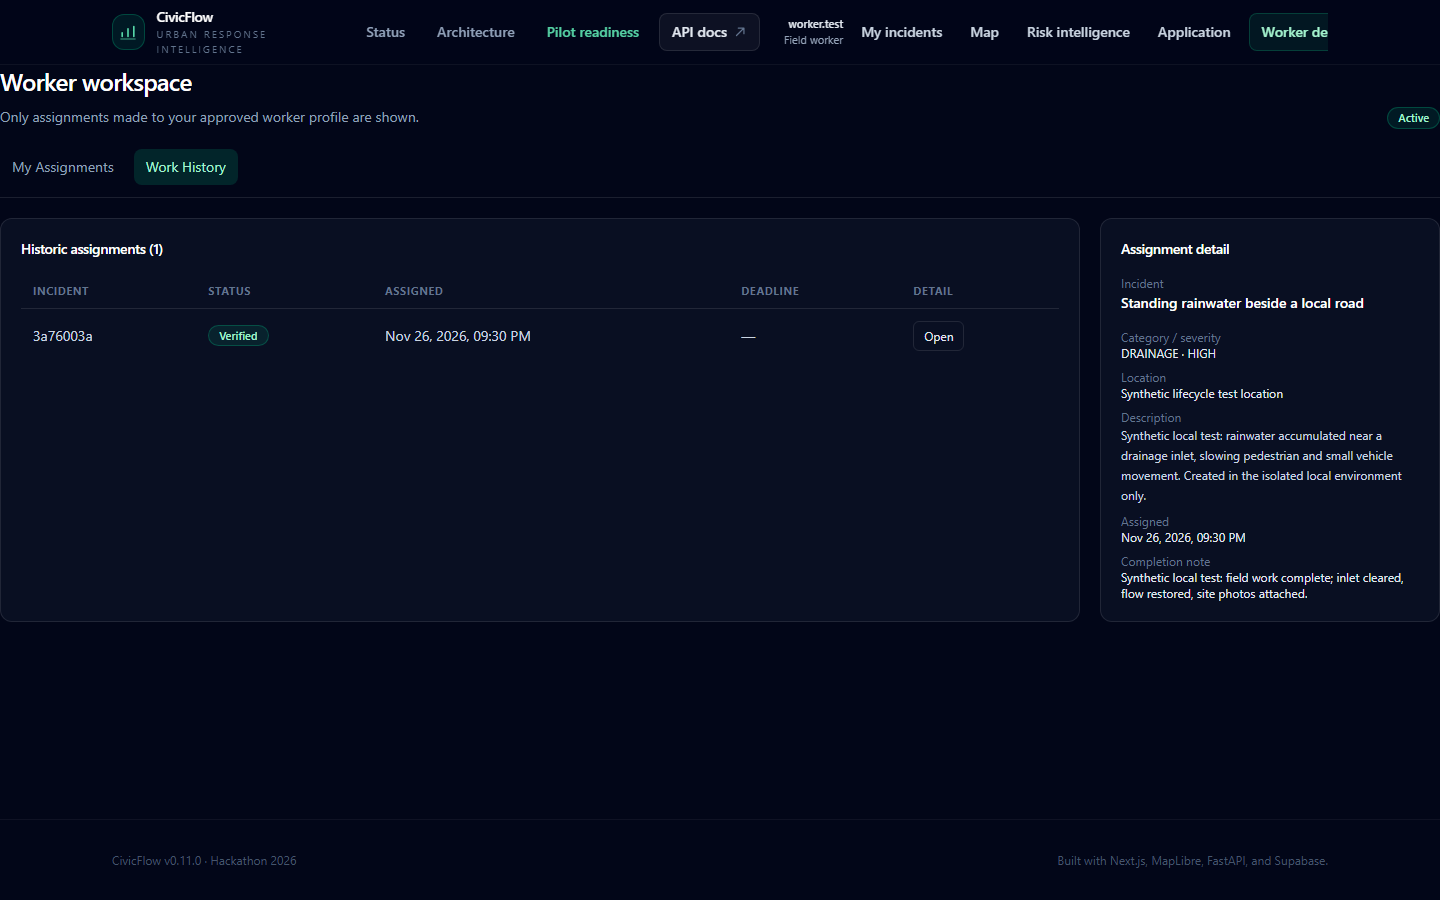 CivicFlow
URBAN RESPONSE
INTELLIGENCE
Status
Architecture
Pilot readiness
API docs ↗
worker.test
Field worker
My incidents
Map
Risk intelligence
Application
Worker de
Worker workspace
Only assignments made to your approved worker profile are shown.
Active
My Assignments
Work History
Historic assignments (1)
INCIDENT STATUS ASSIGNED DEADLINE DETAIL
3a76003a Verified Nov 26, 2026, 09:30 PM — Open
Assignment detail
Incident
Standing rainwater beside a local road
Category / severity
DRAINAGE · HIGH
Location
Synthetic lifecycle test location
Description
Synthetic local test: rainwater accumulated near a
drainage inlet, slowing pedestrian and small vehicle
movement. Created in the isolated local environment
only.
Assigned
Nov 26, 2026, 09:30 PM
Completion note
Synthetic local test: field work complete; inlet cleared,
flow restored, site photos attached.
CivicFlow v0.11.0 · Hackathon 2026
Built with Next.js, MapLibre, FastAPI, and Supabase.